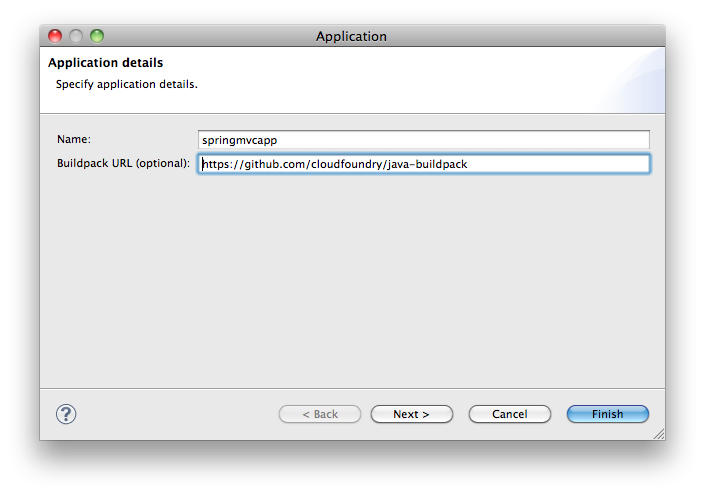 Application
Application details
Specify application details.
Name: springmvcapp
Buildpack URL (optional): https://github.com/cloudfoundry/java-buildpack
? < Back Next > Cancel Finish